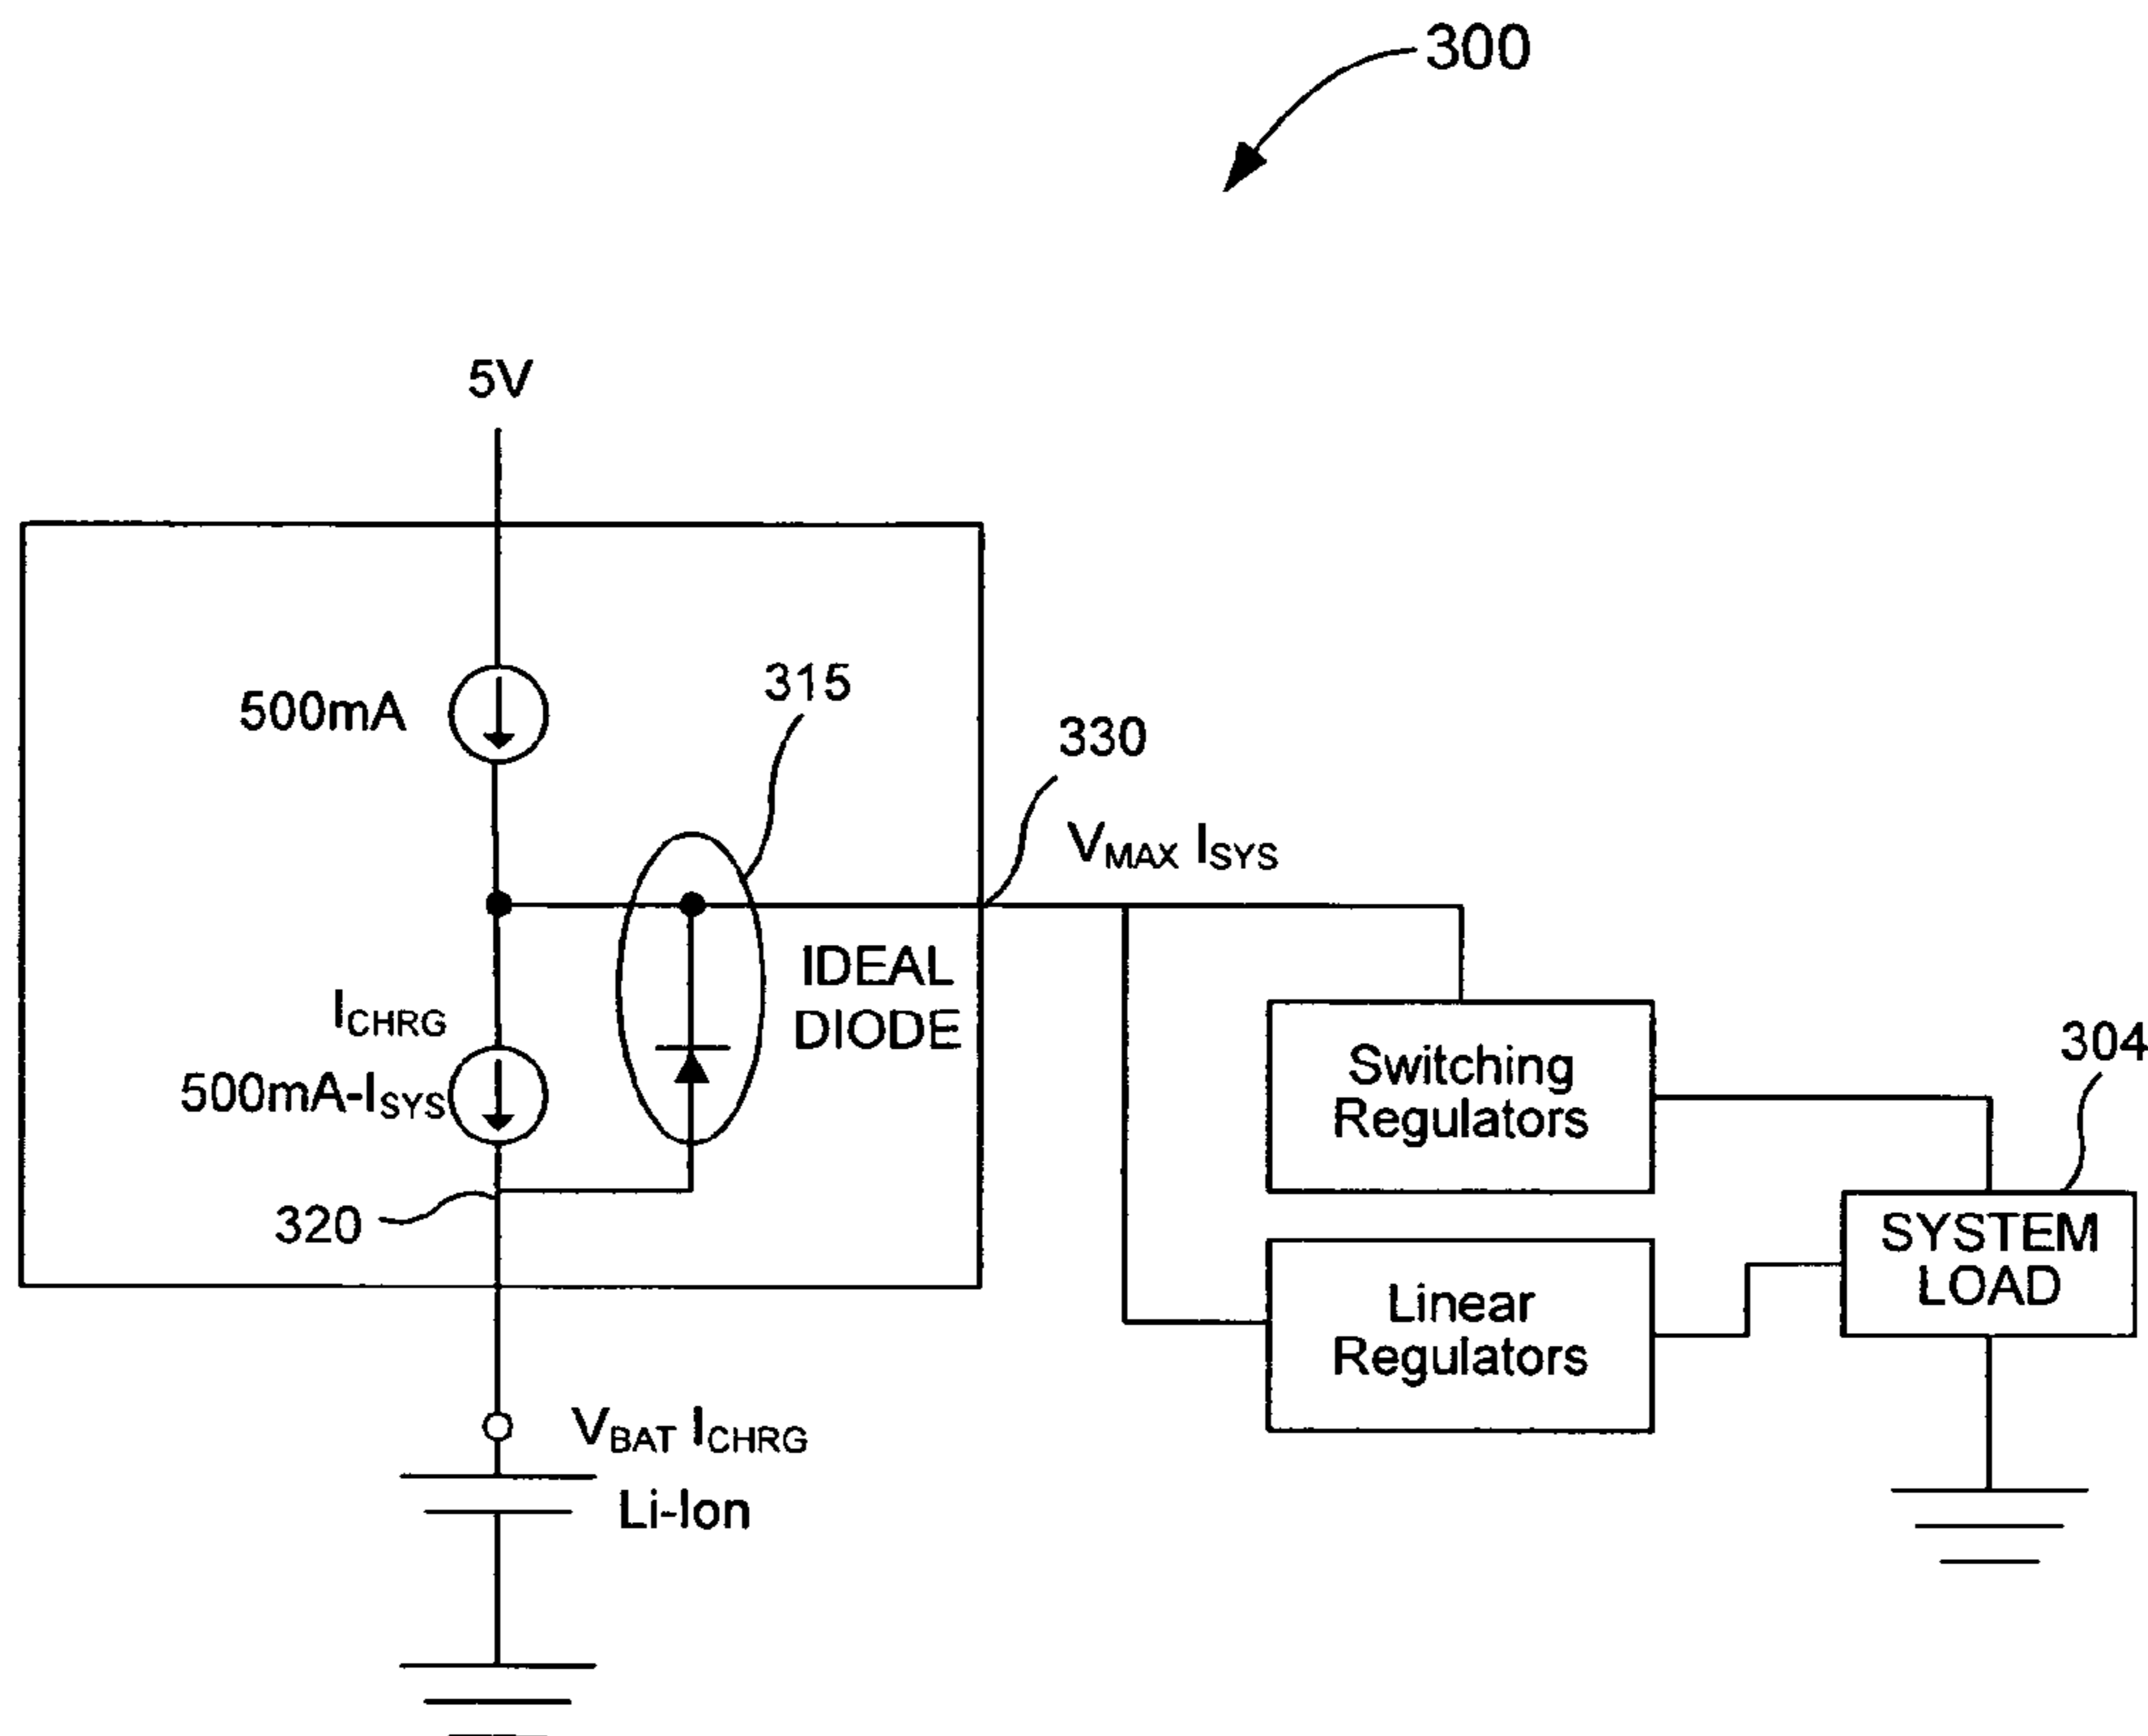 300
5V
500mA
315
330
VMAX ISYS
IDEAL
DIODE
ICHRG
500mA-ISYS
320
Switching
Regulators
304
SYSTEM
LOAD
Linear
Regulators
VBAT ICHRG
Li-Ion